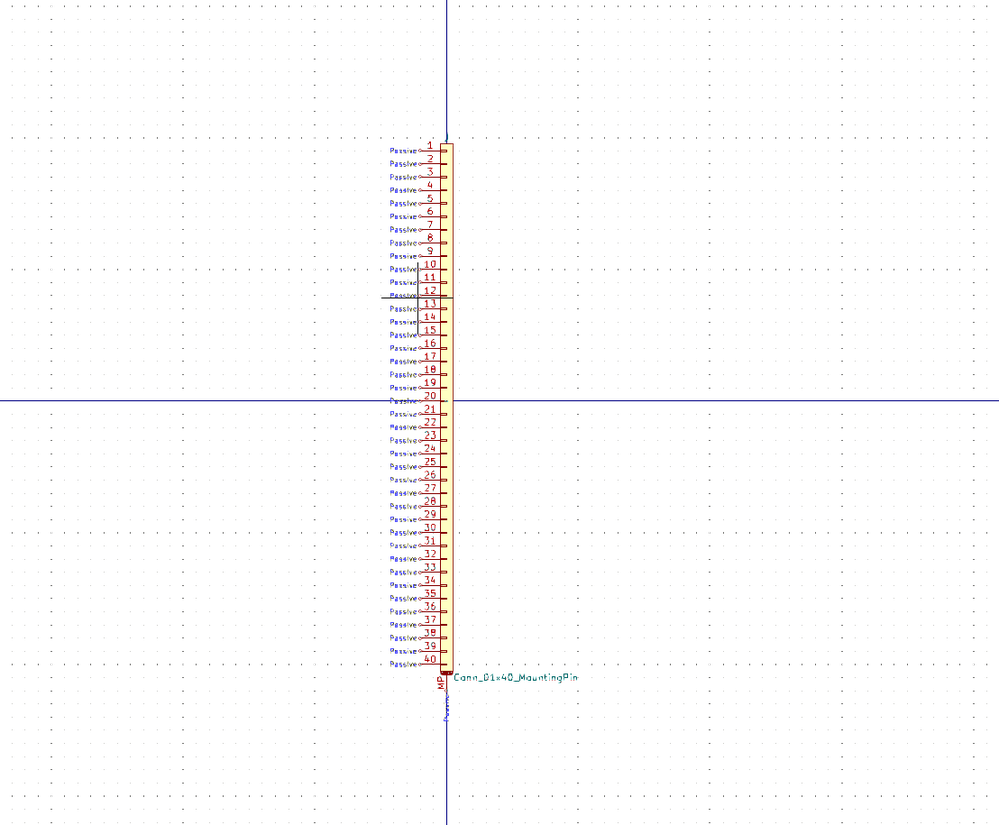 1
Passive
2
Passive
3
Passive
4
Passive
5
Passive
6
Passive
7
Passive
8
Passive
9
Passive
10
Passive
11
Passive
12
Passive
13
Passive
14
Passive
15
Passive
16
Passive
17
Passive
18
Passive
19
Passive
20
Passive
21
Passive
22
Passive
23
Passive
24
Passive
25
Passive
26
Passive
27
Passive
28
Passive
29
Passive
30
Passive
31
Passive
32
Passive
33
Passive
34
Passive
35
Passive
36
Passive
37
Passive
38
Passive
39
Passive
40
Passive
MP
Conn_01x40_MountingPin
Passive